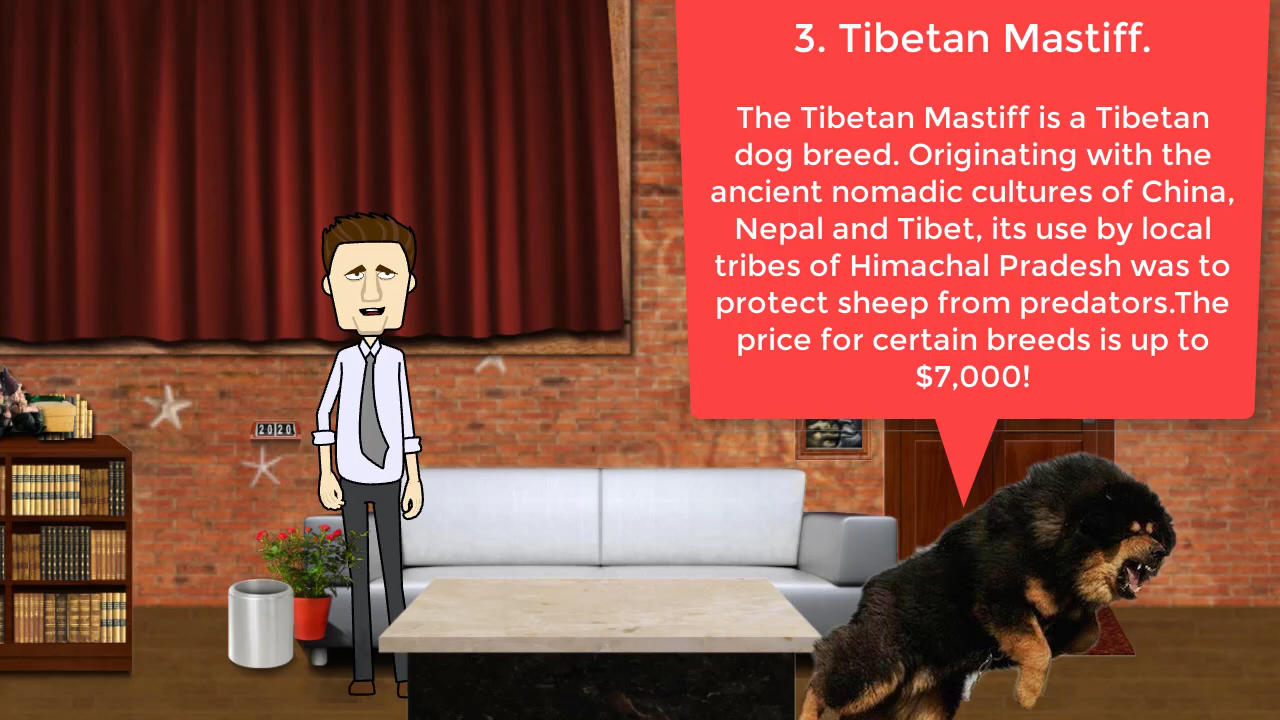 3. Tibetan Mastiff.
The Tibetan Mastiff is a Tibetan
dog breed. Originating with the
ancient nomadic cultures of China,
Nepal and Tibet, its use by local
tribes of Himachal Pradesh was to
protect sheep from predators.The
price for certain breeds is up to
$7,000!
2020